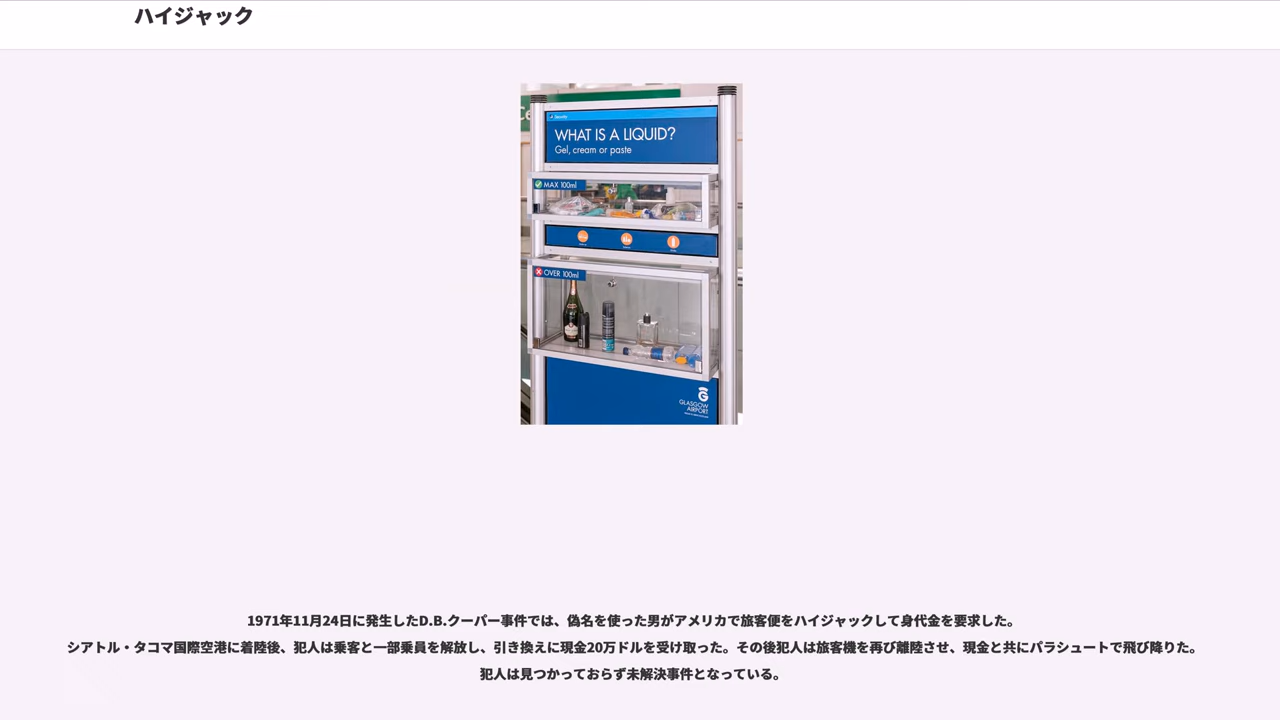 ハイジャック
WHAT IS A LIQUID?
Gel, cream or paste
MAX 100ml
OVER 100ml
GLASGOW
AIRPORT
1971年11月24日に発生したD.B.クーパー事件では、偽名を使った男がアメリカで旅客便をハイジャックして身代金を要求した。
シアトル・タコマ国際空港に着陸後、犯人は乗客と一部乗員を解放し、引き換えに現金20万ドルを受け取った。その後犯人は旅客機を再び離陸させ、現金と共にパラシュートで飛び降りた。
犯人は見つかっておらず未解決事件となっている。